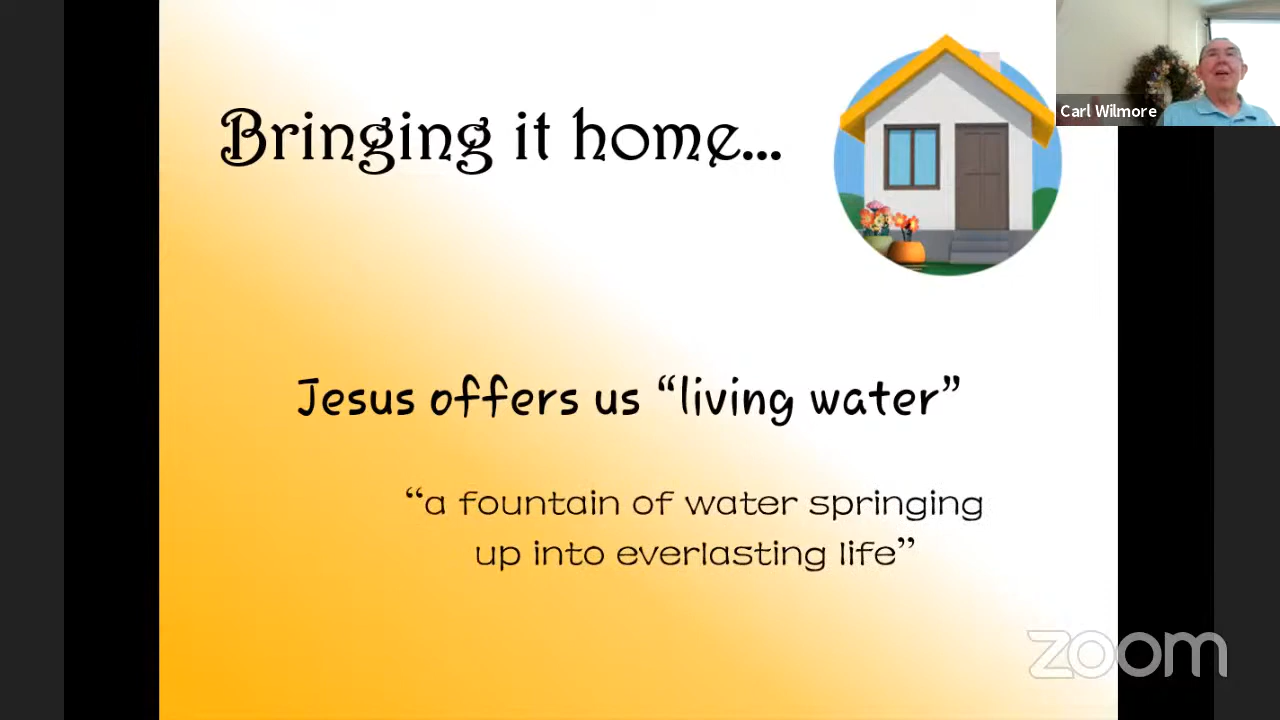 Bringing it home...
Carl Wilmore
Jesus offers us “living water”
“a fountain of water springing
up into everlasting life”
zoom